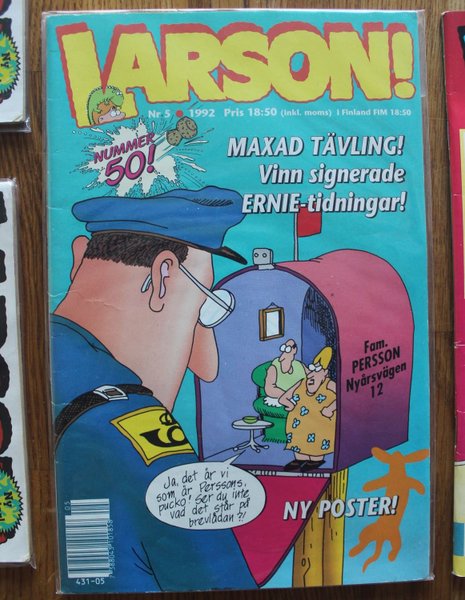 LARSON!
Nr 5 • 1992 Pris 18:50 (inkl. moms) I Finland FIM 18:50
NUMMER
50!
MAXAD TÄVLING!
Vinn signerade
ERNIE-tidningar!
Fam.
PERSSON
Nyårsvägen
12
Ja, det är vi
som är Perssons,
pucko! Ser du inte
vad det står på
brevlådan?!
NY POSTER!
05
431-05